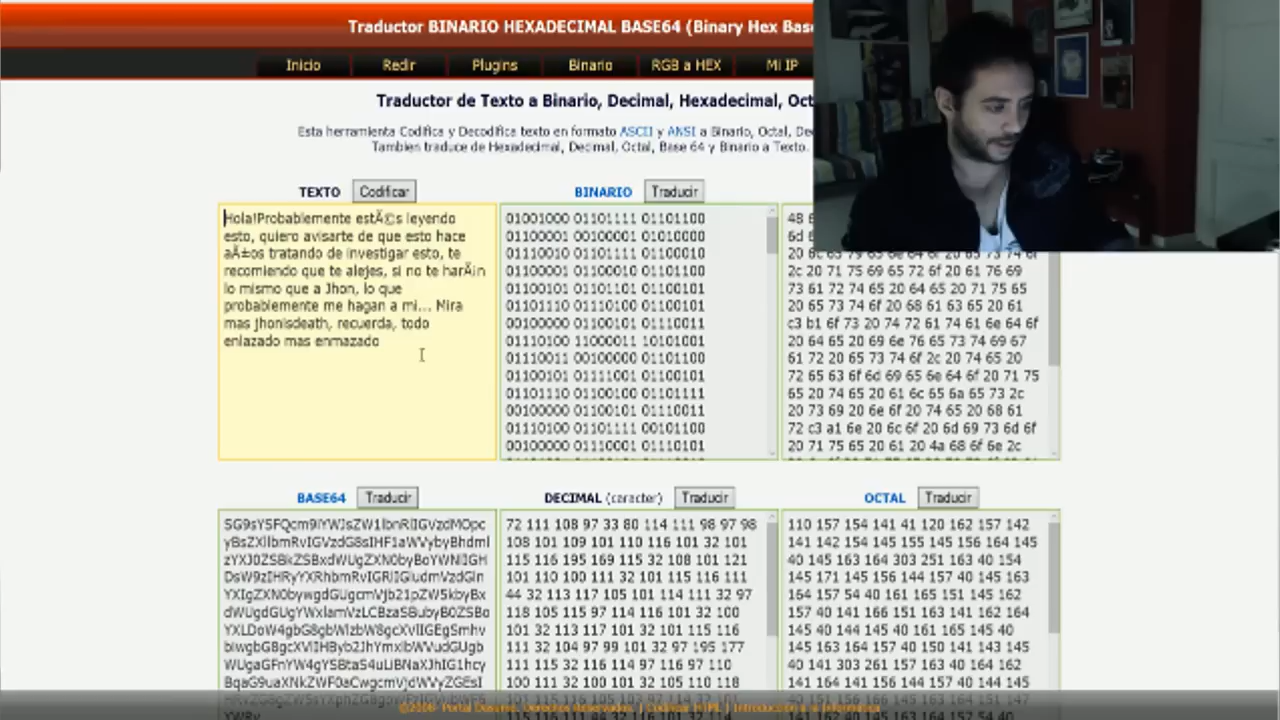 Traductor BINARIO HEXADECIMAL BASE64 (Binary Hex Base
Inicio Redir Plugins Binario RGB a HEX Mi IP
Traductor de Texto a Binario, Decimal, Hexadecimal, Oct
Esta herramienta Codifica y Decodifica texto en formato ASCII y ANSI a Binario, Octal, De
Tambien traduce de Hexadecimal, Decimal, Octal, Base 64 y Binario a Texto.
TEXTO Codificar
Hola!Probablemente estÃ©s leyendo
esto, quiero avisarte de que esto hace
aÃ±os tratando de investigar esto, te
recomiendo que te alejes, si no te harÃ¡n
lo mismo que a Jhon, lo que
probablemente me hagan a mi... Mira
mas jhonisdeath, recuerda, todo
enlazado mas enmazado
BINARIO Traducir
01001000 01101111 01101100
01100001 00100001 01010000
01110010 01101111 01100010
01100001 01100010 01101100
01100101 01101101 01100101
01101110 01110100 01100101
00100000 01100101 01110011
01110100 11000011 10101001
01110011 00100000 01101100
01100101 01111001 01100101
01101110 01100100 01101111
00100000 01100101 01110011
01110100 01101111 00101100
00100000 01110001 01110101
48 6
6d 6
2c 20 71 75 69 65 72 6f 20 61 76 69
73 61 72 74 65 20 64 65 20 71 75 65
20 65 73 74 6f 20 68 61 63 65 20 61
c3 b1 6f 73 20 74 72 61 74 61 6e 64 6f
20 64 65 20 69 6e 76 65 73 74 69 67
61 72 20 65 73 74 6f 2c 20 74 65 20
72 65 63 6f 6d 69 65 6e 64 6f 20 71 75
65 20 74 65 20 61 6c 65 6a 65 73 2c
20 73 69 20 6e 6f 20 74 65 20 68 61
72 c3 a1 6e 20 6c 6f 20 6d 69 73 6d 6f
20 71 75 65 20 61 20 4a 68 6f 6e 2c
BASE64 Traducir
DECIMAL (caracter) Traducir
72 111 108 97 33 80 114 111 98 97 98
108 101 109 101 110 116 101 32 101
115 116 195 169 115 32 108 101 121
101 110 100 111 32 101 115 116 111
44 32 113 117 105 101 114 111 32 97
118 105 115 97 114 116 101 32 100
101 32 113 117 101 32 101 115 116
111 32 104 97 99 101 32 97 195 177
111 115 32 116 114 97 116 97 110
100 111 32 100 101 32 105 110 118
OCTAL Traducir
110 157 154 141 41 120 162 157 142
141 142 154 145 155 145 156 164 145
40 145 163 164 303 251 163 40 154
145 171 145 156 144 157 40 145 163
164 157 54 40 161 165 151 145 162
157 40 141 166 151 163 141 162 164
145 40 144 145 40 161 165 145 40
145 163 164 157 40 150 141 143 145
40 141 303 261 157 163 40 164 162
141 164 141 156 144 157 40 144 145